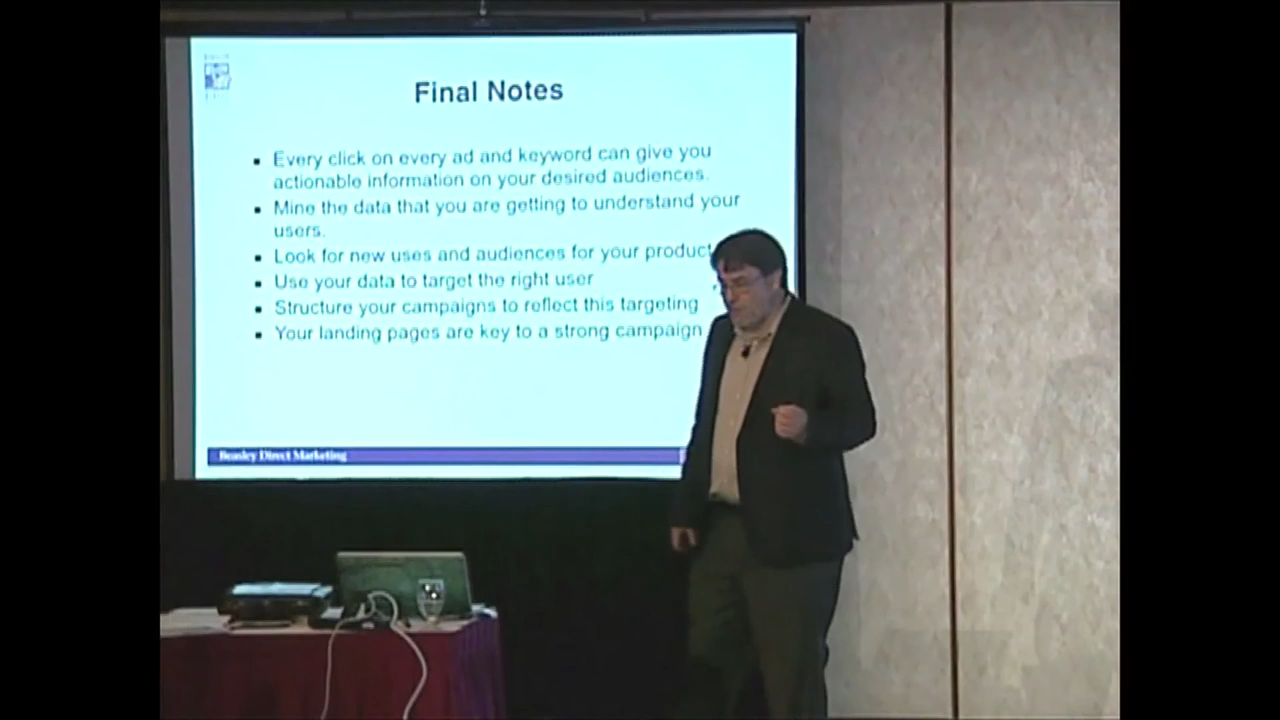 Final Notes
Every click on every ad and keyword can give you
actionable information on your desired audiences.
Mine the data that you are getting to understand your
users.
Look for new uses and audiences for your product
Use your data to target the right user
Structure your campaigns to reflect this targeting
Your landing pages are key to a strong campaign
Beasley Direct Marketing